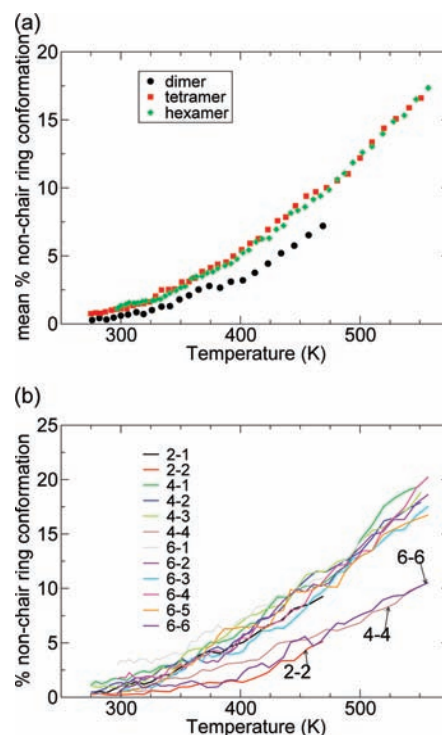 (a)
20
15
10
5
0
mean % non-chair ring conformation
dimer
tetramer
hexamer
300 400 500
Temperature (K)
(b)
25
20
15
10
5
0
% non-chair ring conformation
2-1
2-2
4-1
4-2
4-3
4-4
6-1
6-2
6-3
6-4
6-5
6-6
6-6
4-4
2-2
300 400 500
Temperature (K)